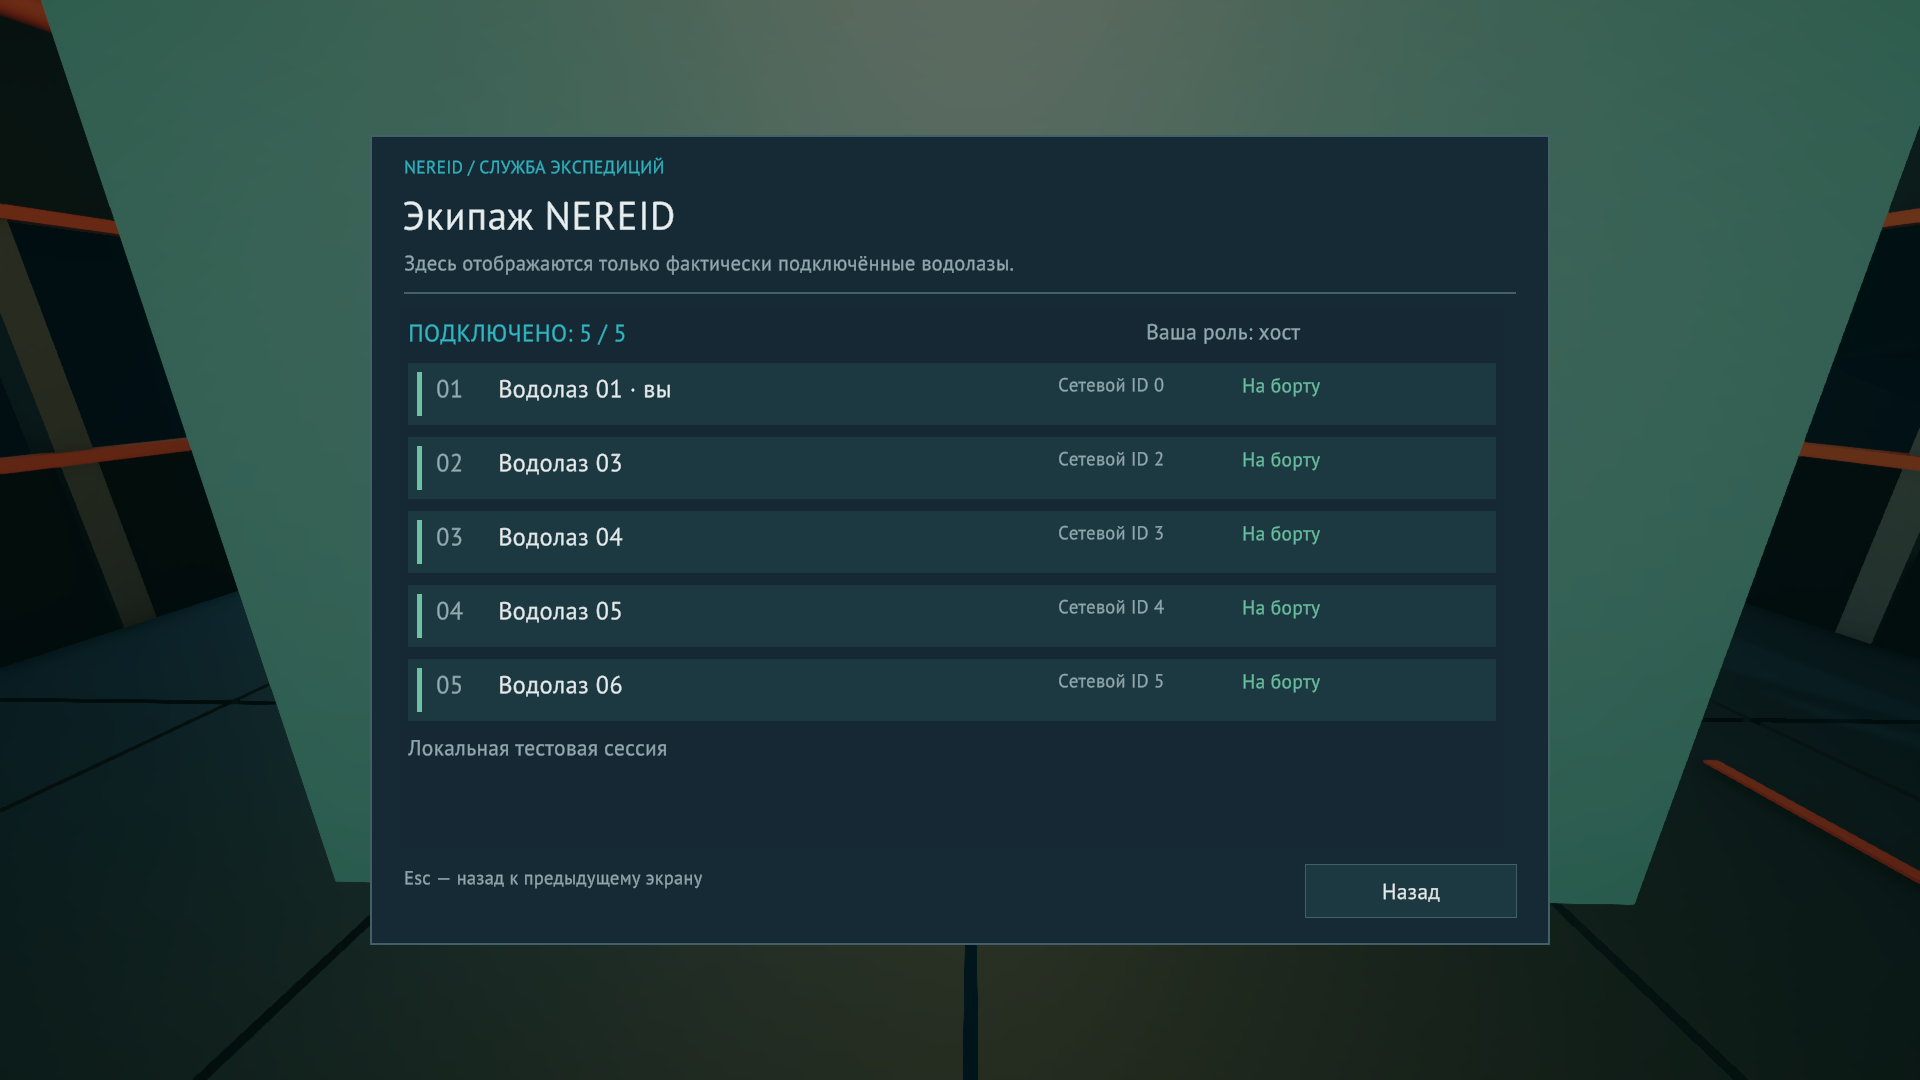 NEREID / СЛУЖБА ЭКСПЕДИЦИЙ
Экипаж NEREID
Здесь отображаются только фактически подключённые водолазы.
ПОДКЛЮЧЕНО: 5 / 5 Ваша роль: хост
01 Водолаз 01 · вы Сетевой ID 0 На борту
02 Водолаз 03 Сетевой ID 2 На борту
03 Водолаз 04 Сетевой ID 3 На борту
04 Водолаз 05 Сетевой ID 4 На борту
05 Водолаз 06 Сетевой ID 5 На борту
Локальная тестовая сессия
Esc — назад к предыдущему экрану
Назад